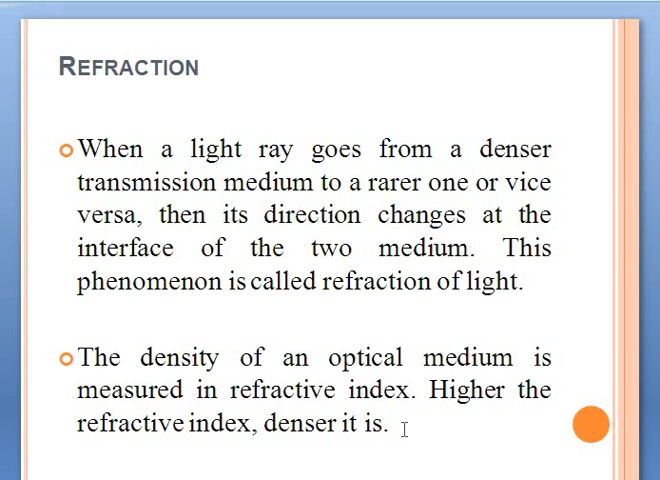 REFRACTION
When a light ray goes from a denser
transmission medium to a rarer one or vice
versa, then its direction changes at the
interface of the two medium. This
phenomenon is called refraction of light.
The density of an optical medium is
measured in refractive index. Higher the
refractive index, denser it is.